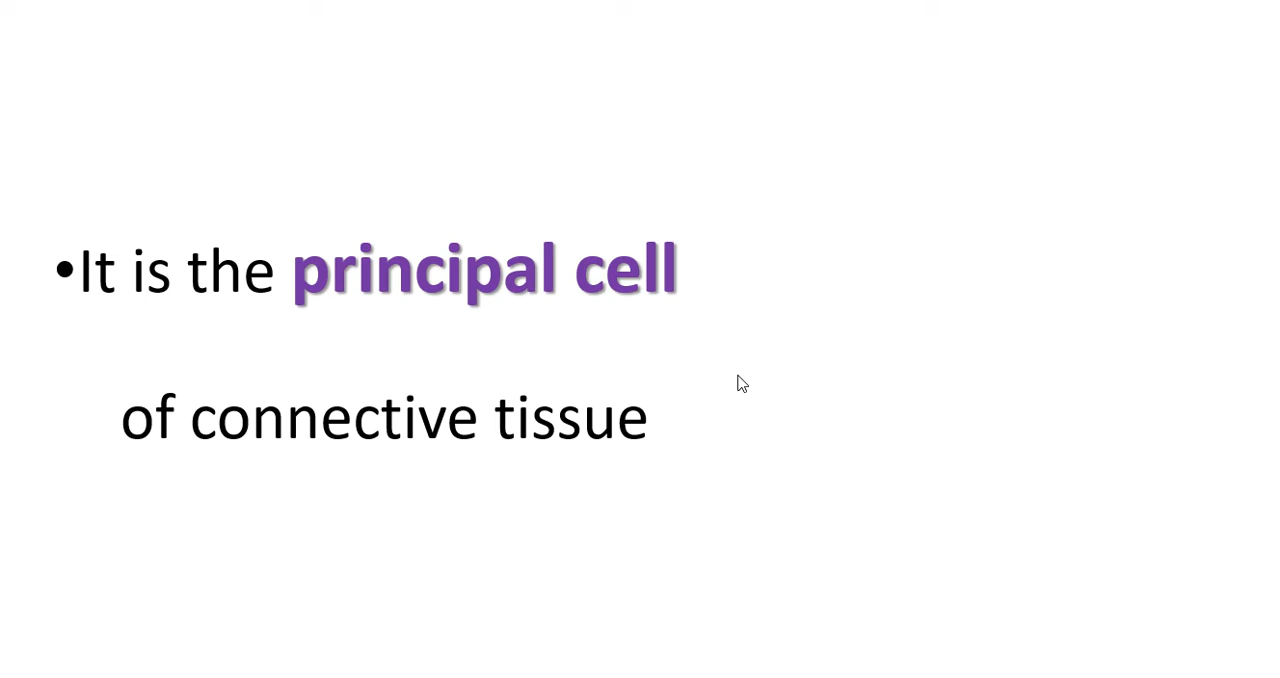 •It is the principal cell
of connective tissue